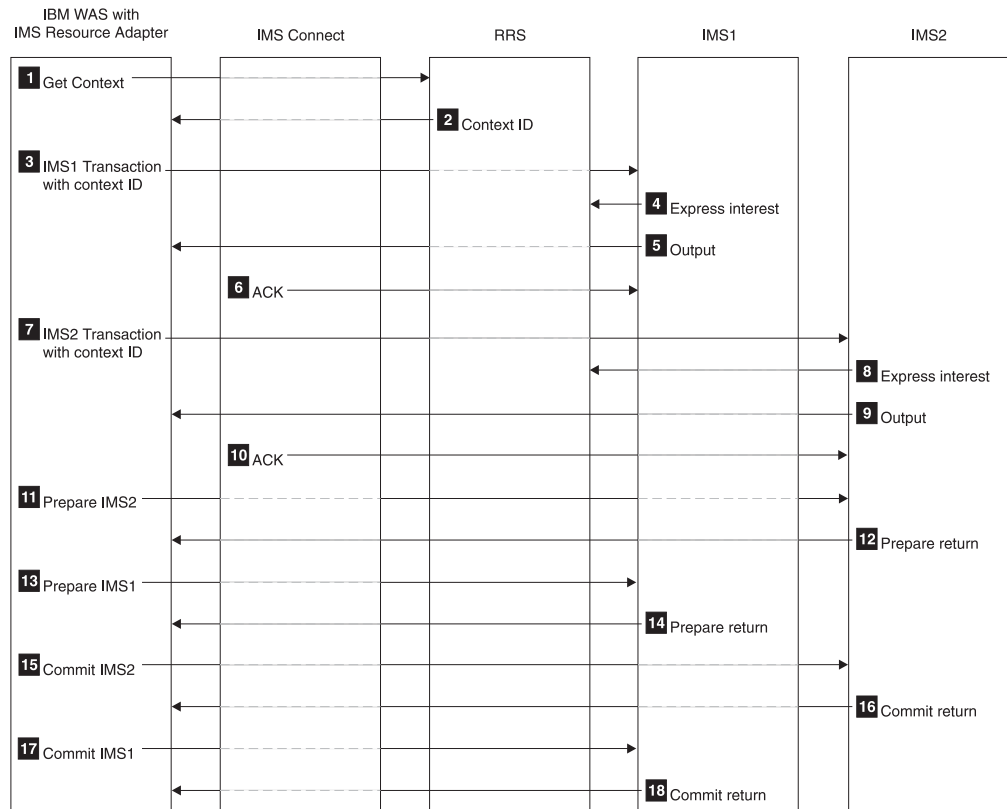 IBM WAS with
IMS Resource Adapter
IMS Connect
RRS
IMS1
IMS2
1 Get Context
2 Context ID
3 IMS1 Transaction
with context ID
4 Express interest
5 Output
6 ACK
7 IMS2 Transaction
with context ID
8 Express interest
9 Output
10 ACK
11 Prepare IMS2
12 Prepare return
13 Prepare IMS1
14 Prepare return
15 Commit IMS2
16 Commit return
17 Commit IMS1
18 Commit return